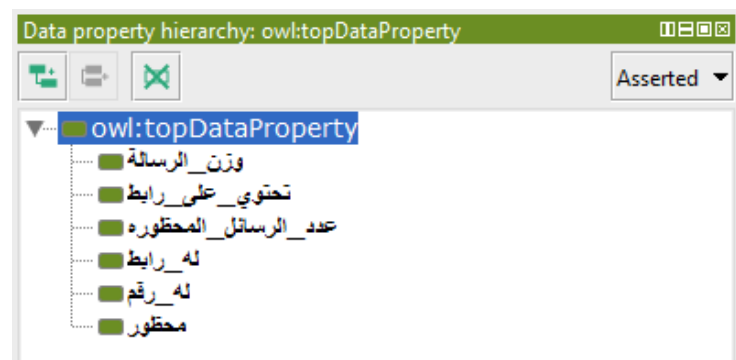 Data property hierarchy: owl:topDataProperty
Asserted
owl:topDataProperty
وزن_الرسالة
تحتوي_على_رابط
عدد_الرسائل_المحظوره
له_رابط
له_رقم
محظور